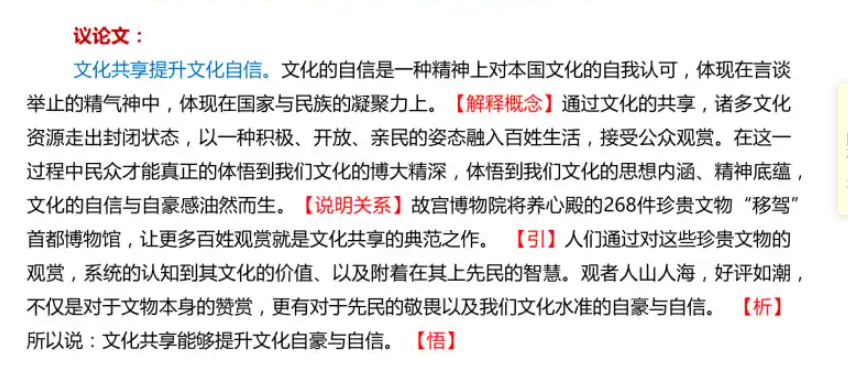 议论文：
文化共享提升文化自信。文化的自信是一种精神上对本国文化的自我认可，体现在言谈
举止的精气神中，体现在国家与民族的凝聚力上。【解释概念】通过文化的共享，诸多文化
资源走出封闭状态，以一种积极、开放、亲民的姿态融入百姓生活，接受公众观赏。在这一
过程中民众才能真正的体悟到我们文化的博大精深，体悟到我们文化的思想内涵、精神底蕴，
文化的自信与自豪感油然而生。【说明关系】故宫博物院将养心殿的268件珍贵文物“移驾”
首都博物馆，让更多百姓观赏就是文化共享的典范之作。【引】人们通过对这些珍贵文物的
观赏，系统的认知到其文化的价值、以及附着在其上先民的智慧。观者人山人海，好评如潮，
不仅是对于文物本身的赞赏，更有对于先民的敬畏以及我们文化水准的自豪与自信。【析】
所以说：文化共享能够提升文化自豪与自信。【悟】